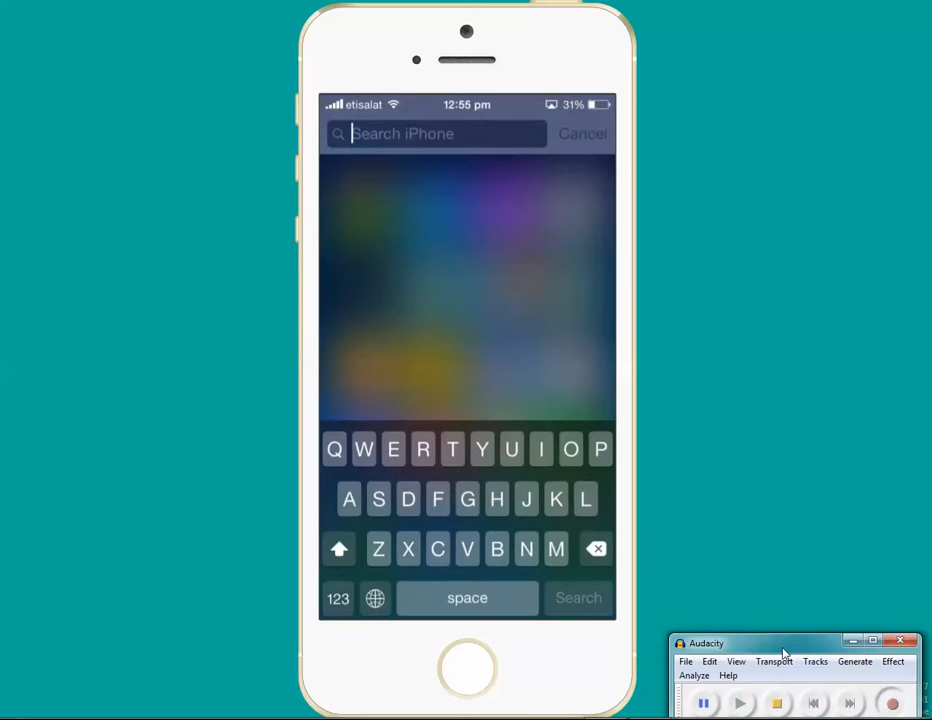 etisalat 12:55 pm 31%
Search iPhone Cancel
Q W E R T Y U I O P
A S D F G H J K L
Z X C V B N M
123 space Search
Audacity
File Edit View Transport Tracks Generate Effect
Analyze Help